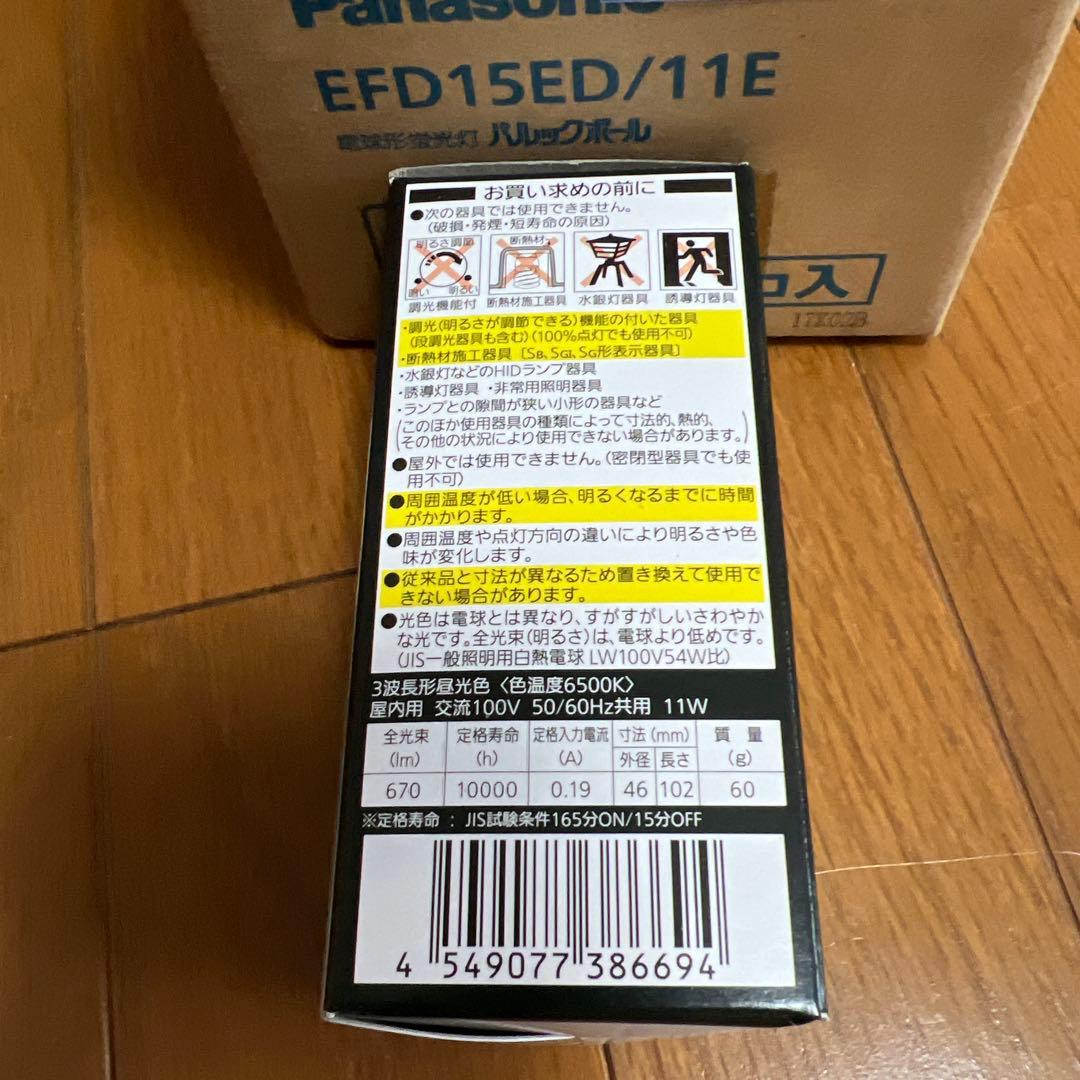 Panasonic
EFD15ED/11E
電球形蛍光灯 パルックボール
コ入
17K02B
お買い求めの前に
●次の器具では使用できません。
(破損・発煙・短寿命の原因)
明るさ調節
暗い 明るい
断熱材
調光機能付 断熱材施工器具 水銀灯器具 誘導灯器具
・調光(明るさが調節できる)機能の付いた器具
(段調光器具も含む)(100%点灯でも使用不可)
・断熱材施工器具[SB、SGI、SG形表示器具]
・水銀灯などのHIDランプ器具
・誘導灯器具 ・非常用照明器具
・ランプとの隙間が狭い小形の器具など
(このほか使用器具の種類によって寸法的、熱的、
その他の状況により使用できない場合があります。)
●屋外では使用できません。(密閉型器具でも使
用不可)
●周囲温度が低い場合、明るくなるまでに時間
がかかります。
●周囲温度や点灯方向の違いにより明るさや色
味が変化します。
●従来品と寸法が異なるため置き換えて使用で
きない場合があります。
●光色は電球とは異なり、すがすがしいさわやか
な光です。全光束(明るさ)は、電球より低めです。
(JIS一般照明用白熱電球 LW100V54W比)
3波長形昼光色〈色温度6500K〉
屋内用 交流100V 50/60Hz共用 11W
全光束 定格寿命 定格入力電流 寸法(mm) 質量
(lm) (h) (A) 外径 長さ (g)
670 10000 0.19 46 102 60
※定格寿命 : JIS試験条件165分ON/15分OFF
4 549077 386694